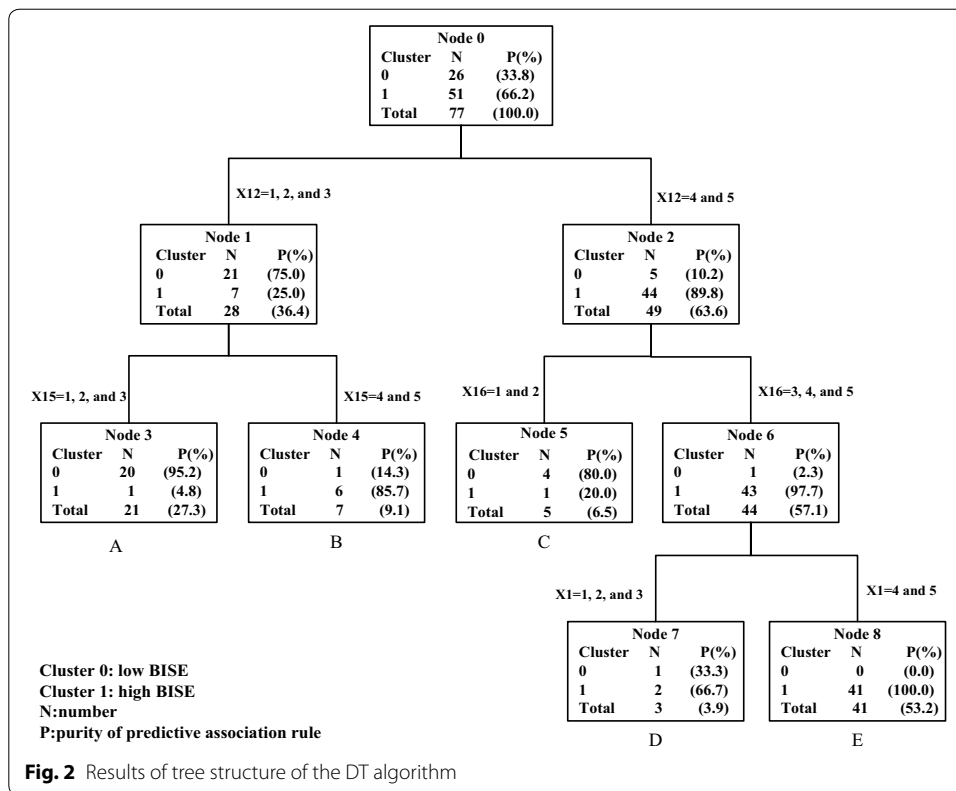 Node 0
Cluster N P(%)
0 26 (33.8)
1 51 (66.2)
Total 77 (100.0)
X12=1, 2, and 3
X12=4 and 5
Node 1
Cluster N P(%)
0 21 (75.0)
1 7 (25.0)
Total 28 (36.4)
Node 2
Cluster N P(%)
0 5 (10.2)
1 44 (89.8)
Total 49 (63.6)
X15=1, 2, and 3
X15=4 and 5
X16=1 and 2
X16=3, 4, and 5
Node 3
Cluster N P(%)
0 20 (95.2)
1 1 (4.8)
Total 21 (27.3)
A
Node 4
Cluster N P(%)
0 1 (14.3)
1 6 (85.7)
Total 7 (9.1)
B
Node 5
Cluster N P(%)
0 4 (80.0)
1 1 (20.0)
Total 5 (6.5)
C
Node 6
Cluster N P(%)
0 1 (2.3)
1 43 (97.7)
Total 44 (57.1)
X1=1, 2, and 3
X1=4 and 5
Node 7
Cluster N P(%)
0 1 (33.3)
1 2 (66.7)
Total 3 (3.9)
D
Node 8
Cluster N P(%)
0 0 (0.0)
1 41 (100.0)
Total 41 (53.2)
E
Cluster 0: low BISE
Cluster 1: high BISE
N:number
P:purity of predictive association rule
Fig. 2 Results of tree structure of the DT algorithm